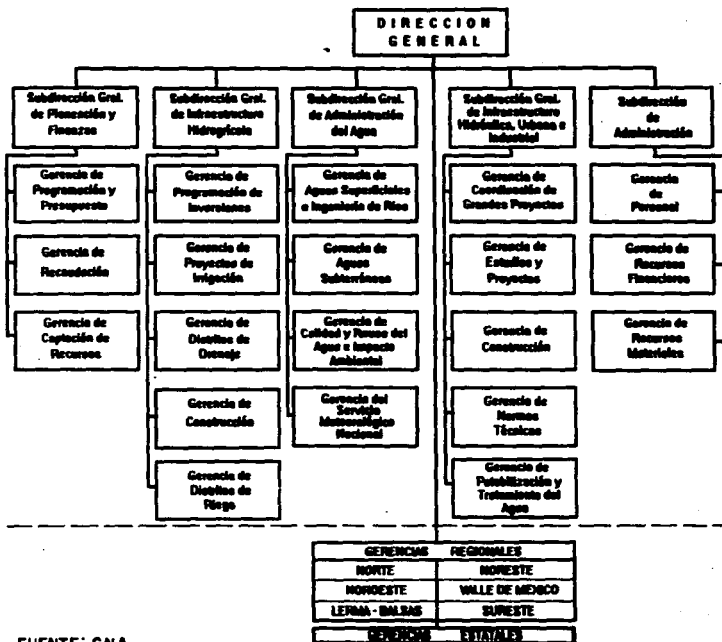 DIRECCION
GENERAL
Subdirección Gral.
de Planeación y
Finanzas
Subdirección Gral.
de Infraestructura
Hidrogrícola
Subdirección Gral.
de Administración
del Agua
Subdirección Gral.
de Infraestructura
Hidráulica, Urbana e
Industrial
Subdirección
de
Administración
Gerencia de
Programación y
Presupuesto
Gerencia de
Recaudación
Gerencia de
Captación de
Recursos
Gerencia de
Programación de
Inversiones
Gerencia de
Proyectos de
Irrigación
Gerencia de
Distritos de
Drenaje
Gerencia de
Construcción
Gerencia de
Distritos de
Riego
Gerencia de
Aguas Superficiales
e Ingeniería de Ríos
Gerencia de
Aguas
Subterráneas
Gerencia de
Calidad y Reuso del
Agua e Impacto
Ambiental
Gerencia del
Servicio
Meteorológico
Nacional
Gerencia de
Coordinación de
Grandes Proyectos
Gerencia de
Estudios y
Proyectos
Gerencia de
Construcción
Gerencia de
Normas
Técnicas
Gerencia de
Potabilización y
Tratamiento del
Agua
Gerencia
de
Personal
Gerencia de
Recursos
Financieros
Gerencia de
Recursos
Materiales
GERENCIAS REGIONALES
NORTE NORESTE
NOROESTE VALLE DE MEXICO
LERMA - BALSAS SURESTE
GERENCIAS ESTATALES
FUENTE: C.N.A.